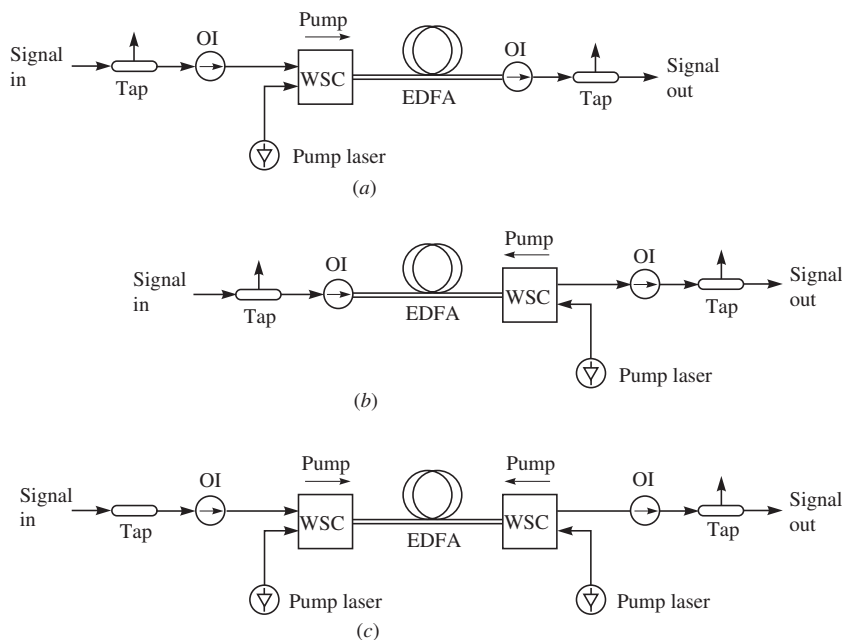 Pump
OI
OI
Signal
in
WSC
Signal
out
Tap
EDFA
Tap
Pump laser
(a)
Pump
OI
OI
Signal
in
WSC
Signal
out
Tap
EDFA
Tap
Pump laser
(b)
Pump
Pump
OI
OI
Signal
in
WSC
WSC
Signal
out
Tap
EDFA
Tap
Pump laser
Pump laser
(c)